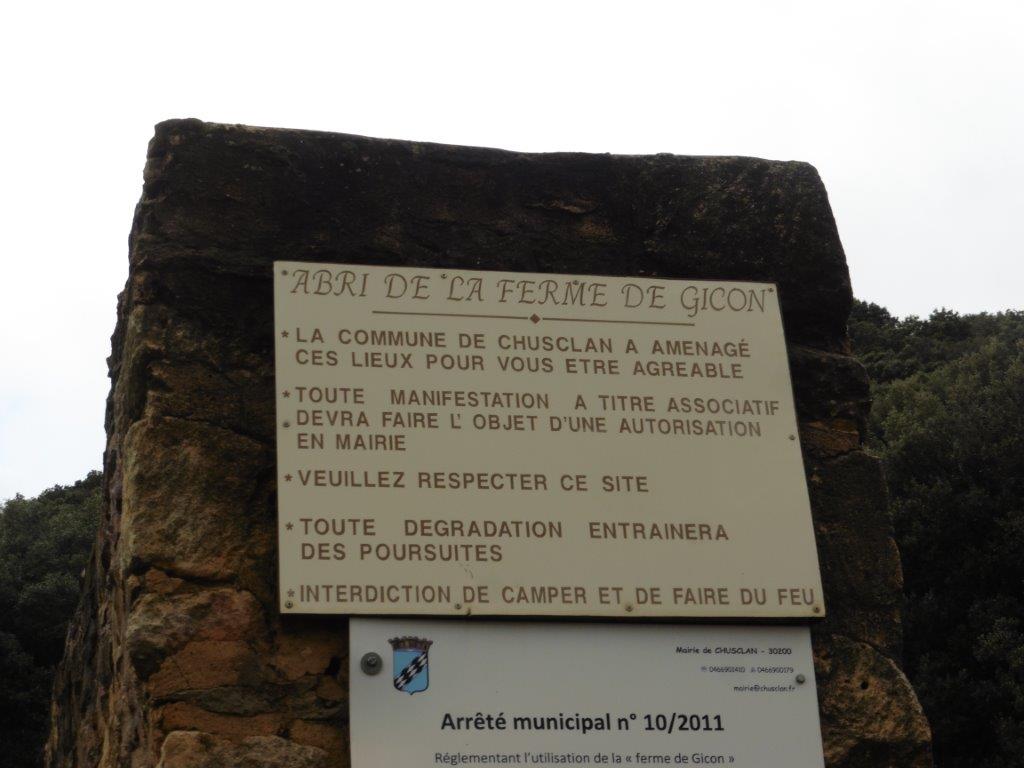 ABRI DE LA FERME DE GICON
* LA COMMUNE DE CHUSCLAN A AMENAGÉ
CES LIEUX POUR VOUS ETRE AGREABLE
* TOUTE MANIFESTATION A TITRE ASSOCIATIF
DEVRA FAIRE L' OBJET D'UNE AUTORISATION
EN MAIRIE
* VEUILLEZ RESPECTER CE SITE
* TOUTE DEGRADATION ENTRAINERA
DES POURSUITES
* INTERDICTION DE CAMPER ET DE FAIRE DU FEU
Mairie de CHUSCLAN - 30200
0466901410 0466900179
mairie@chusclan.fr
Arrêté municipal n° 10/2011
Réglementant l'utilisation de la « ferme de Gicon »